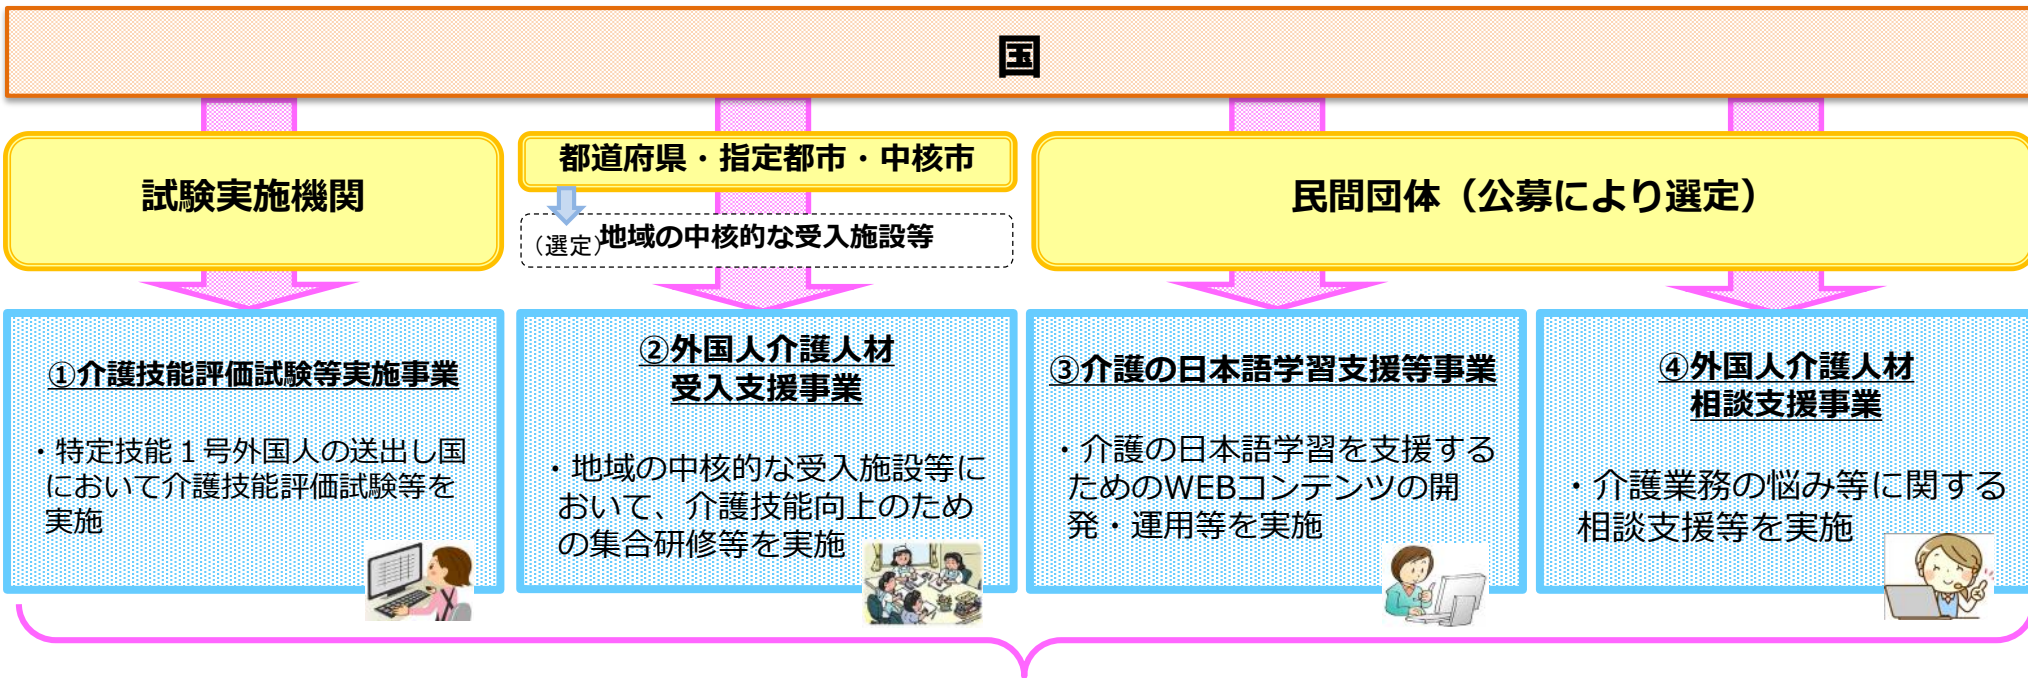 国
試験実施機関
都道府県・指定都市・中核市
（選定）地域の中核的な受入施設等
民間団体（公募により選定）
①介護技能評価試験等実施事業
・特定技能１号外国人の送出し国
において介護技能評価試験等を
実施
②外国人介護人材
受入支援事業
・地域の中核的な受入施設等に
おいて、介護技能向上のため
の集合研修等を実施
③介護の日本語学習支援等事業
・介護の日本語学習を支援する
ためのWEBコンテンツの開
発・運用等を実施
④外国人介護人材
相談支援事業
・介護業務の悩み等に関する
相談支援等を実施